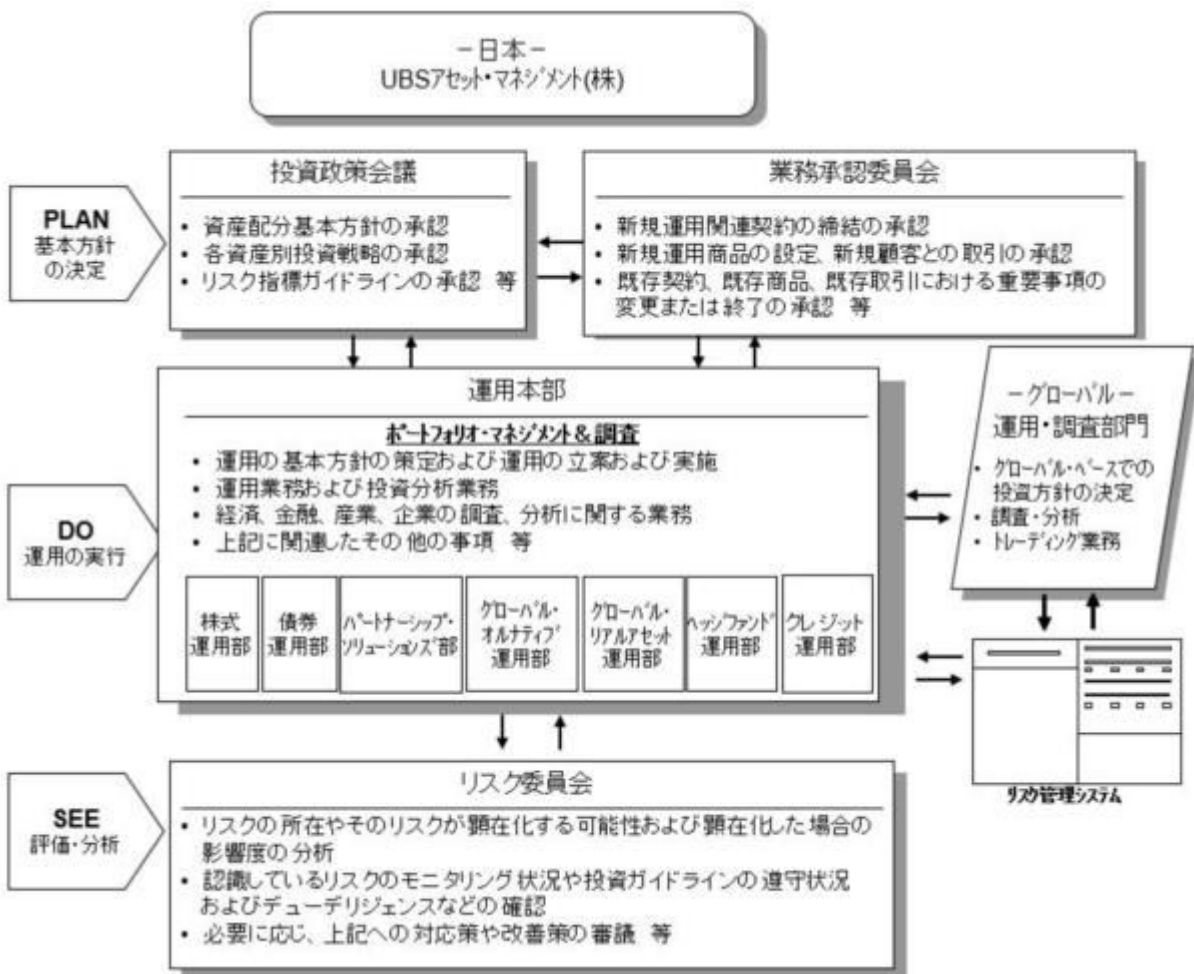 －日本－
UBSｱｾｯﾄ・ﾏﾈｼﾞﾒﾝﾄ(株)
投資政策会議
・ 資産配分基本方針の承認
・ 各資産別投資戦略の承認
・ リスク指標ガイドラインの承認 等
業務承認委員会
・ 新規運用関連契約の締結の承認
・ 新規運用商品の設定、新規顧客との取引の承認
・ 既存契約、既存商品、既存取引における重要事項の
変更または終了の承認 等
PLAN
基本方針
の決定
運用本部
ポートフォリオ・マネジメント＆調査
・ 運用の基本方針の策定および運用の立案および実施
・ 運用業務および投資分析業務
・ 経済、金融、産業、企業の調査、分析に関する業務
・ 上記に関連したその他の事項 等
DO
運用の実行
株式
運用部
債券
運用部
ﾊﾟｰﾄﾅｰｼｯﾌﾟ・
ｿﾘｭｰｼｮﾝｽﾞ部
ｸﾞﾛｰﾊﾞﾙ・
ｵﾙﾅﾃｨﾌﾞ
運用部
ｸﾞﾛｰﾊﾞﾙ・
ﾘｱﾙｱｾｯﾄ
運用部
ﾍｯｼﾞﾌｧﾝﾄﾞ
運用部
クレジット
運用部
－ｸﾞﾛｰﾊﾞﾙ－
運用・調査部門
・ ｸﾞﾛｰﾊﾞﾙ・ﾍﾞｰｽでの
投資方針の決定
・ 調査・分析
・ ﾄﾚｰﾃﾞｨﾝｸﾞ業務
リスク管理システム
リスク委員会
・ リスクの所在やそのリスクが顕在化する可能性および顕在化した場合の
影響度の分析
・ 認識しているリスクのモニタリング状況や投資ガイドラインの遵守状況
およびデューデリジェンスなどの確認
・ 必要に応じ、上記への対応策や改善策の審議 等
SEE
評価・分析